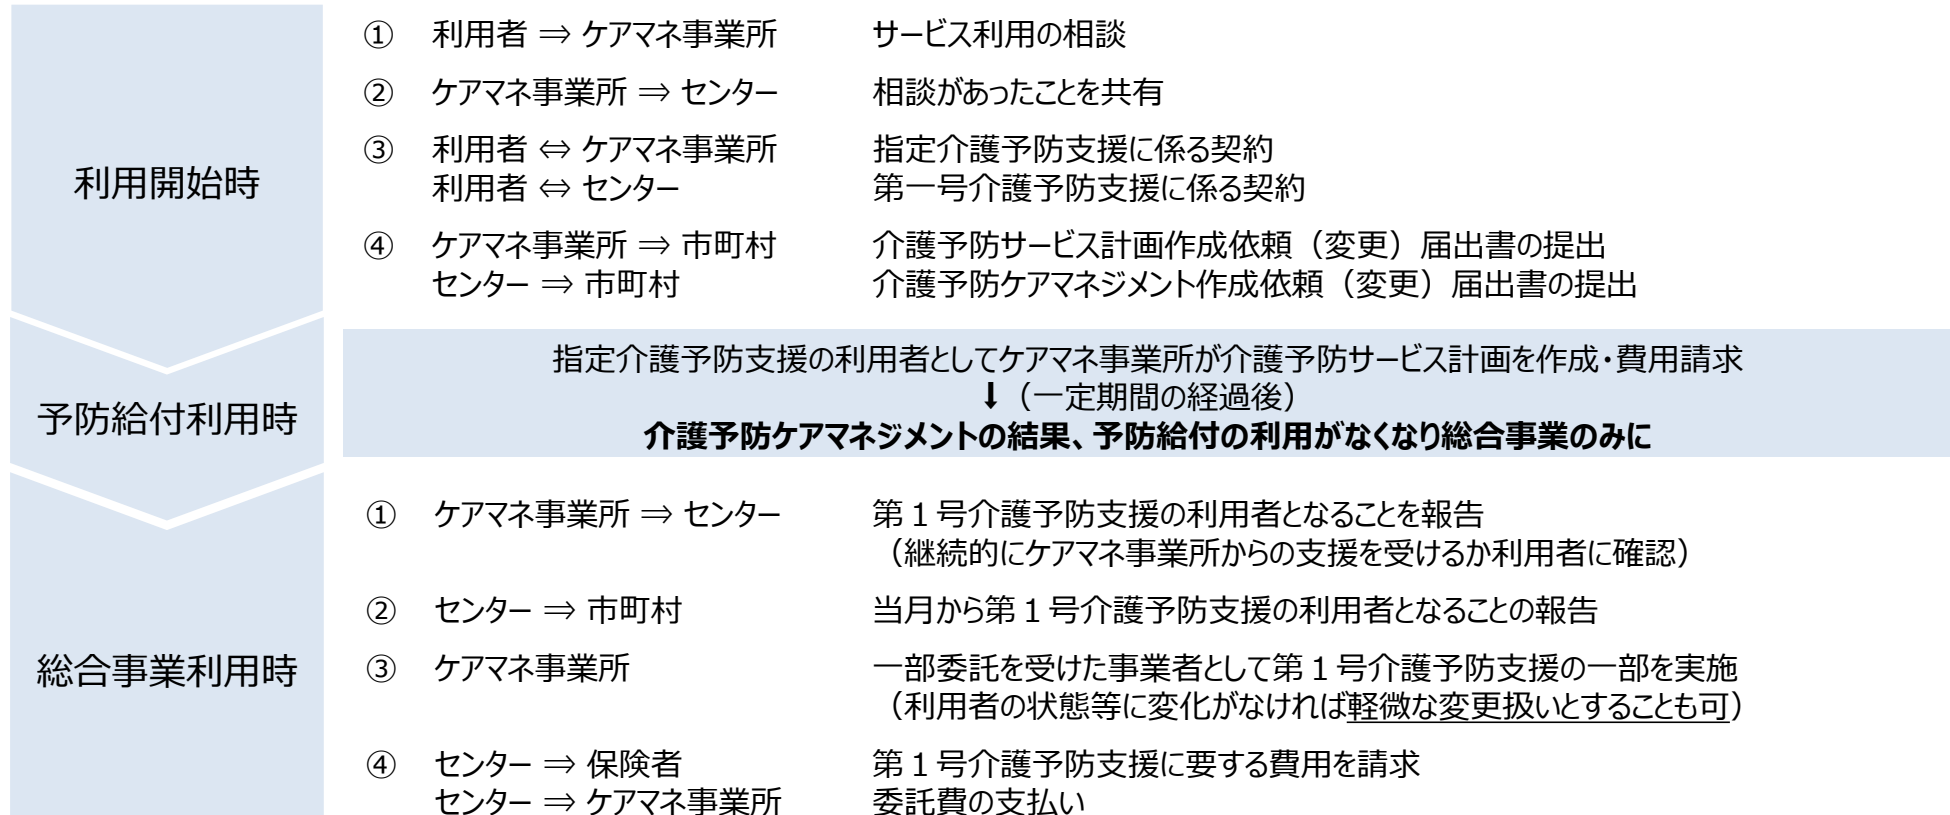 利用開始時
① 利用者 ⇒ ケアマネ事業所 サービス利用の相談
② ケアマネ事業所 ⇒ センター 相談があったことを共有
③ 利用者 ⇔ ケアマネ事業所 指定介護予防支援に係る契約
利用者 ⇔ センター 第一号介護予防支援に係る契約
④ ケアマネ事業所 ⇒ 市町村 介護予防サービス計画作成依頼（変更）届出書の提出
センター ⇒ 市町村 介護予防ケアマネジメント作成依頼（変更）届出書の提出
予防給付利用時
指定介護予防支援の利用者としてケアマネ事業所が介護予防サービス計画を作成・費用請求
⬇（一定期間の経過後）
介護予防ケアマネジメントの結果、予防給付の利用がなくなり総合事業のみに
総合事業利用時
① ケアマネ事業所 ⇒ センター 第１号介護予防支援の利用者となることを報告
（継続的にケアマネ事業所からの支援を受けるか利用者に確認）
② センター ⇒ 市町村 当月から第１号介護予防支援の利用者となることの報告
③ ケアマネ事業所 一部委託を受けた事業者として第１号介護予防支援の一部を実施
（利用者の状態等に変化がなければ軽微な変更扱いとすることも可）
④ センター ⇒ 保険者 第１号介護予防支援に要する費用を請求
センター ⇒ ケアマネ事業所 委託費の支払い